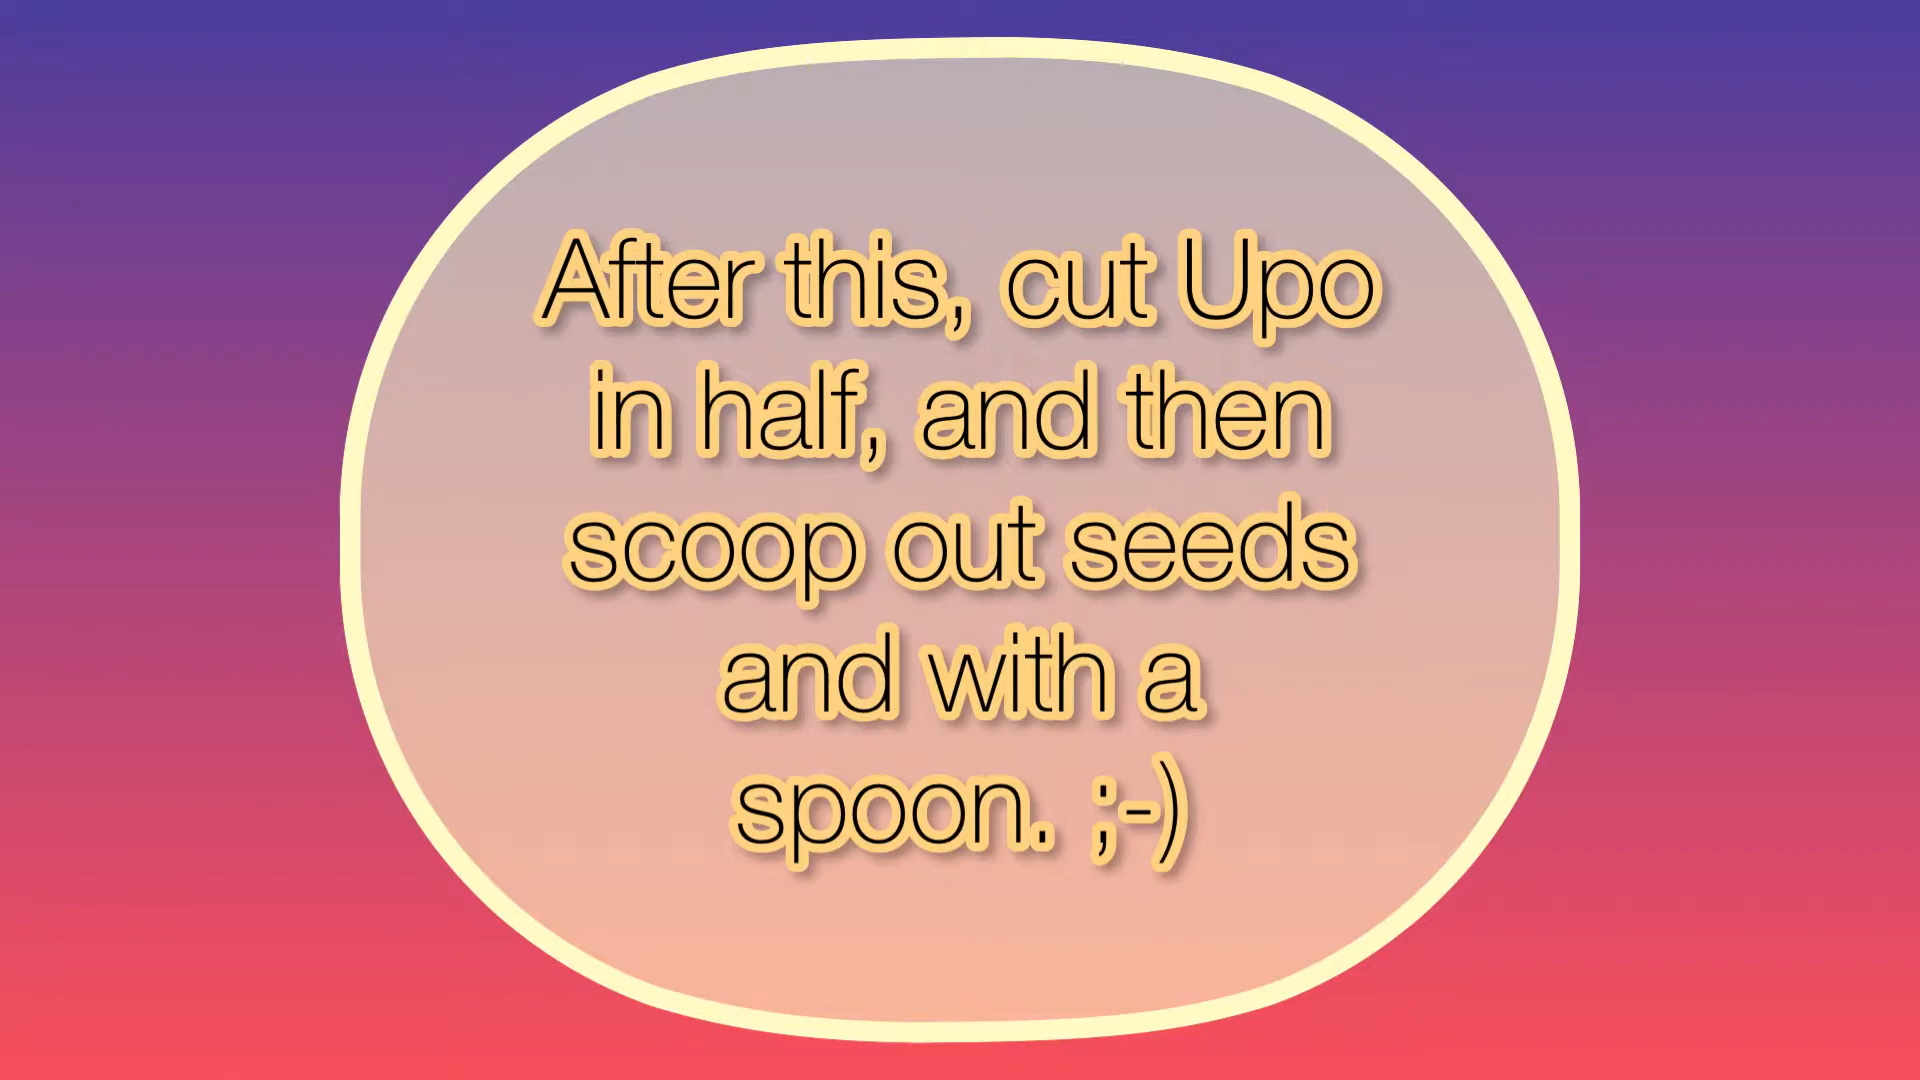 After this, cut Upo
in half, and then
scoop out seeds
and with a
spoon. ;-)